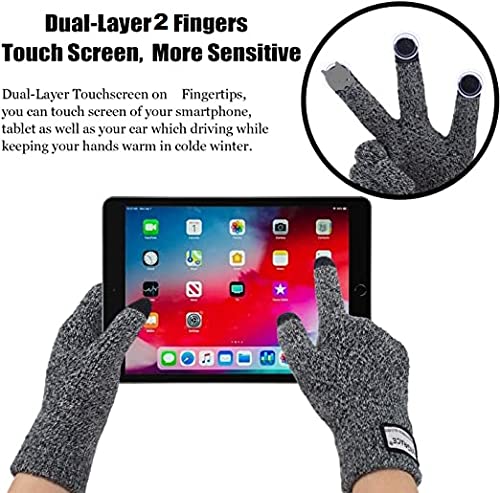 Dual-Layer2 Fingers
Touch Screen, More Sensitive
Dual-Layer Touchscreen on Fingertips,
you can touch screen of your smartphone,
tablet as well as your car which driving while
keeping your hands warm in colde winter.